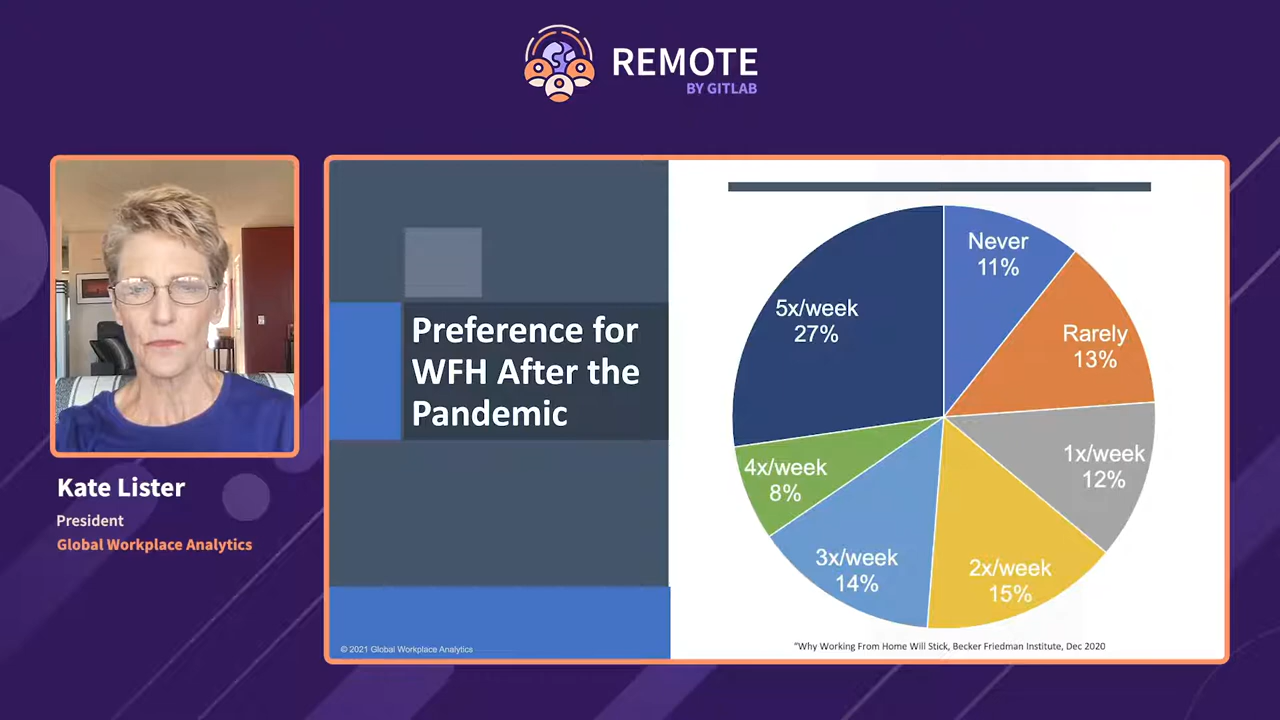 REMOTE
BY GITLAB
Kate Lister
President
Global Workplace Analytics
Preference for
WFH After the
Pandemic
© 2021 Global Workplace Analytics
Never
11%
Rarely
13%
1x/week
12%
2x/week
15%
3x/week
14%
4x/week
8%
5x/week
27%
“Why Working From Home Will Stick, Becker Friedman Institute, Dec 2020